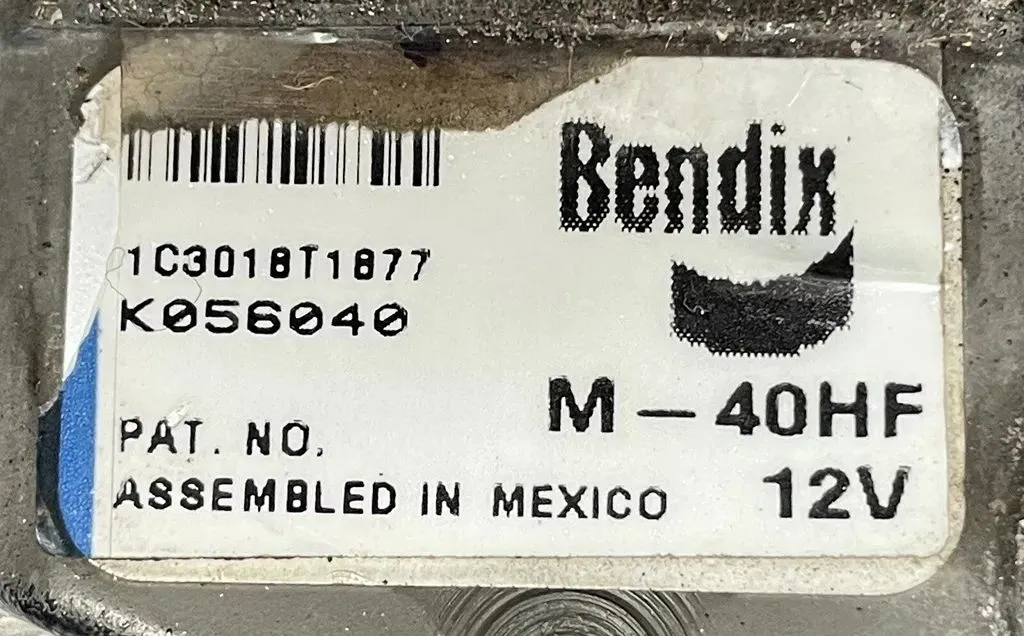 Bendix
1C3018T1877
K056040
M-40HF
PAT. NO.
12V
ASSEMBLED IN MEXICO